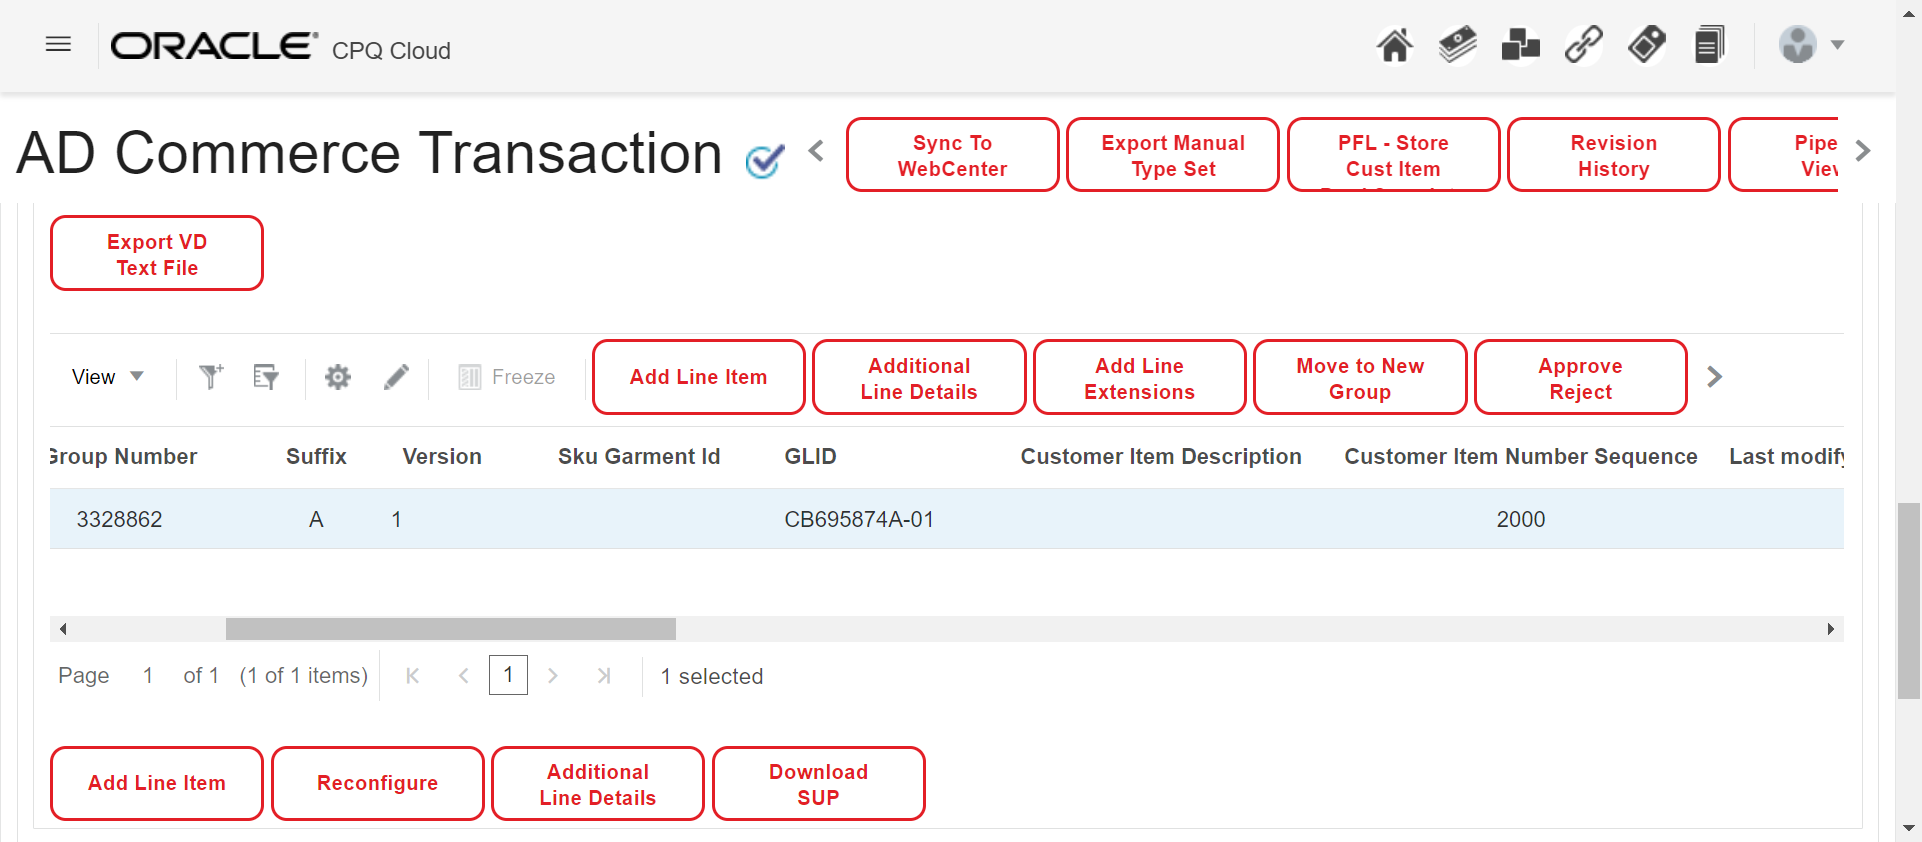 ORACLE® CPQ Cloud
AD Commerce Transaction
Sync To
WebCenter
Export Manual
Type Set
PFL - Store
Cust Item
Revision
History
Pipe
View
Export VD
Text File
View
Freeze
Add Line Item
Additional
Line Details
Add Line
Extensions
Move to New
Group
Approve
Reject
Group Number Suffix Version Sku Garment Id GLID Customer Item Description Customer Item Number Sequence Last modify
3328862 A 1 CB695874A-01 2000
Page 1 of 1 (1 of 1 items) 1 1 selected
Add Line Item
Reconfigure
Additional
Line Details
Download
SUP